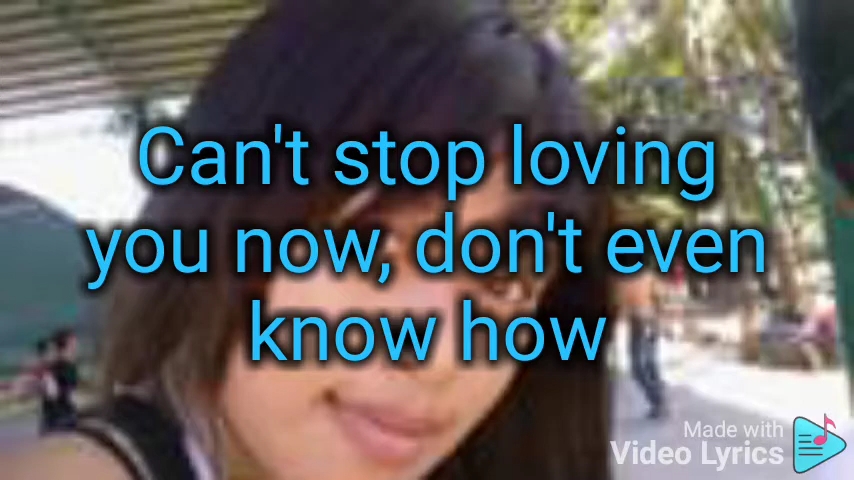 Can't stop loving
you now, don't even
know how
Made with
Video Lyrics